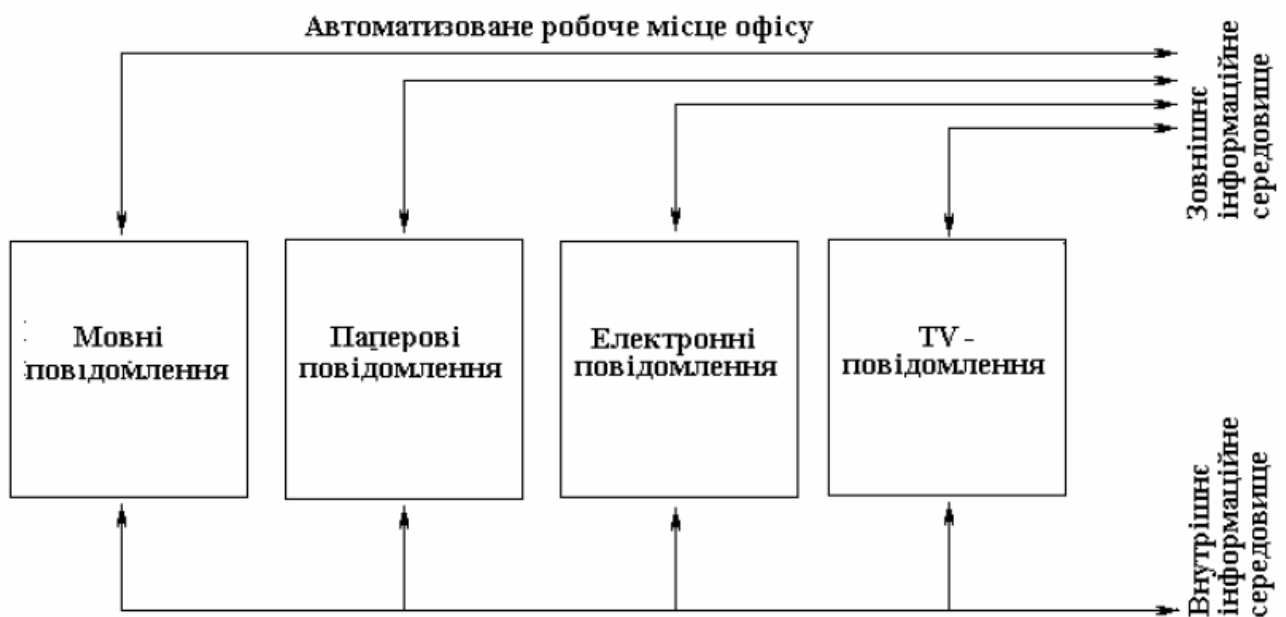 Автоматизоване робоче місце офісу
Зовнішнє
інформаційне
середовище
Мовні
повідомлення
Паперові
повідомлення
Електронні
повідомлення
TV -
повідомлення
Внутрішнє
інформаційне
середовище